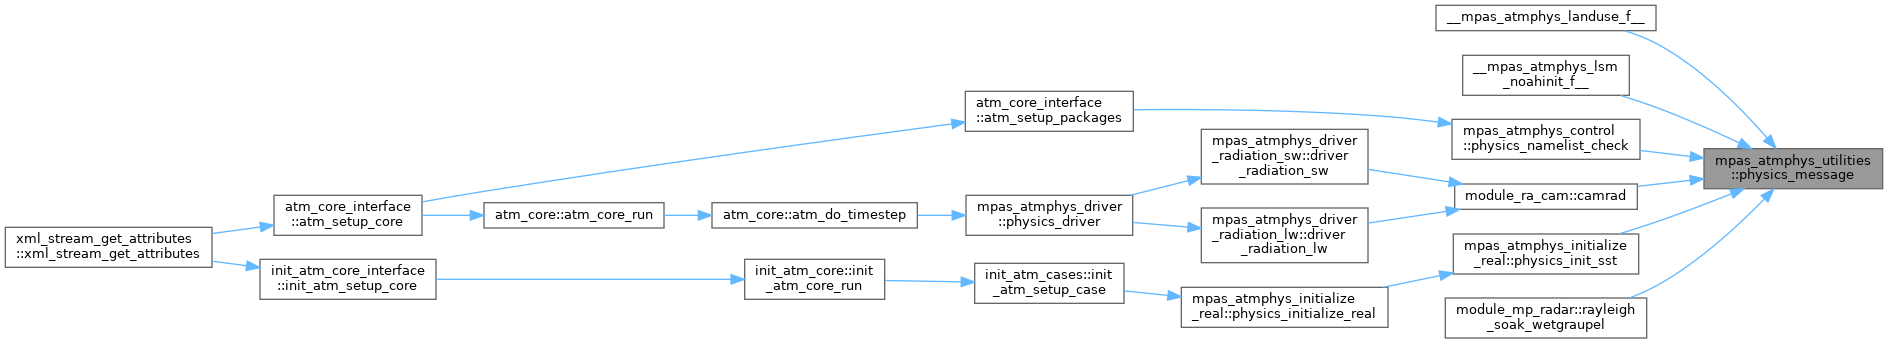 __mpas_atmphys_landuse_f__
__mpas_atmphys_lsm
_noahinit_f__
atm_core_interface
::atm_setup_packages
mpas_atmphys_control
::physics_namelist_check
mpas_atmphys_driver
_radiation_sw::driver
_radiation_sw
mpas_atmphys_utilities
::physics_message
module_ra_cam::camrad
atm_core_interface
::atm_setup_core
atm_core::atm_core_run
atm_core::atm_do_timestep
mpas_atmphys_driver
::physics_driver
mpas_atmphys_driver
_radiation_lw::driver
_radiation_lw
xml_stream_get_attributes
::xml_stream_get_attributes
mpas_atmphys_initialize
_real::physics_init_sst
init_atm_core_interface
::init_atm_setup_core
init_atm_core::init
_atm_core_run
init_atm_cases::init
_atm_setup_case
mpas_atmphys_initialize
_real::physics_initialize_real
module_mp_radar::rayleigh
_soak_wetgraupel